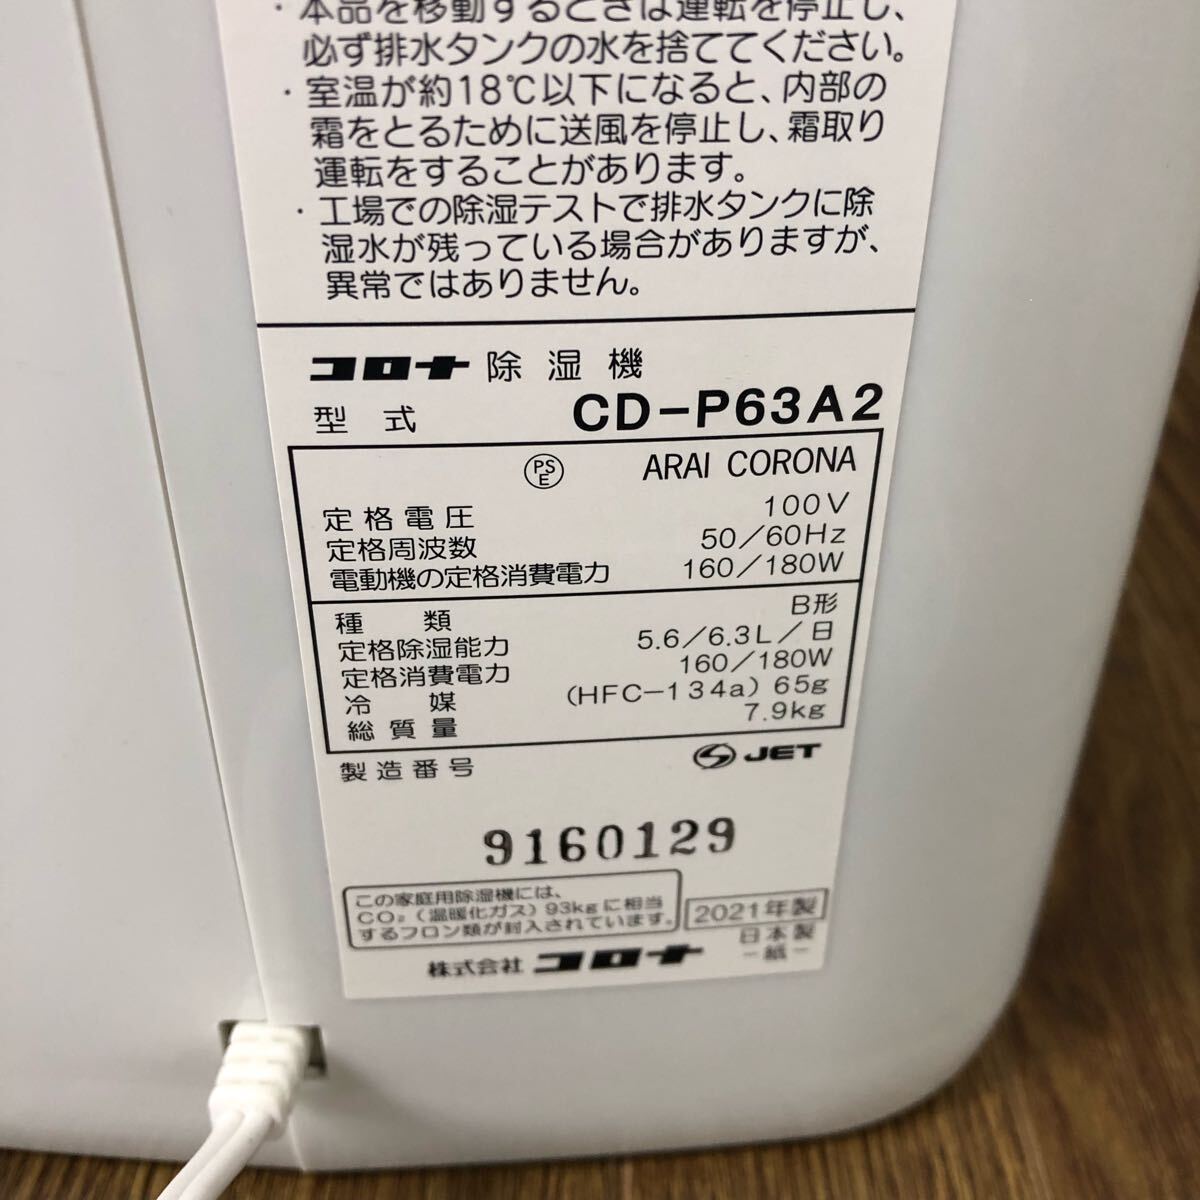 ・本品を移動するときは運転を停止し、
必ず排水タンクの水を捨ててください。
・室温が約18℃以下になると、内部の
霜をとるために送風を停止し、霜取り
運転をすることがあります。
・工場での除湿テストで排水タンクに除
湿水が残っている場合がありますが、
異常ではありません。
コロナ 除湿機
型式 CD-P63A2
PSE ARAI CORONA
定格電圧 100V
定格周波数 50/60Hz
電動機の定格消費電力 160/180W
種類 B形
定格除湿能力 5.6/6.3L/日
定格消費電力 160/180W
冷媒 (HFC-134a) 65g
総質量 7.9kg
製造番号 JET
9160129
この家庭用除湿機には、
CO₂(温暖化ガス)93kgに相当
するフロン類が封入されています。
2021年製
日本製
株式会社 コロナ -紙-